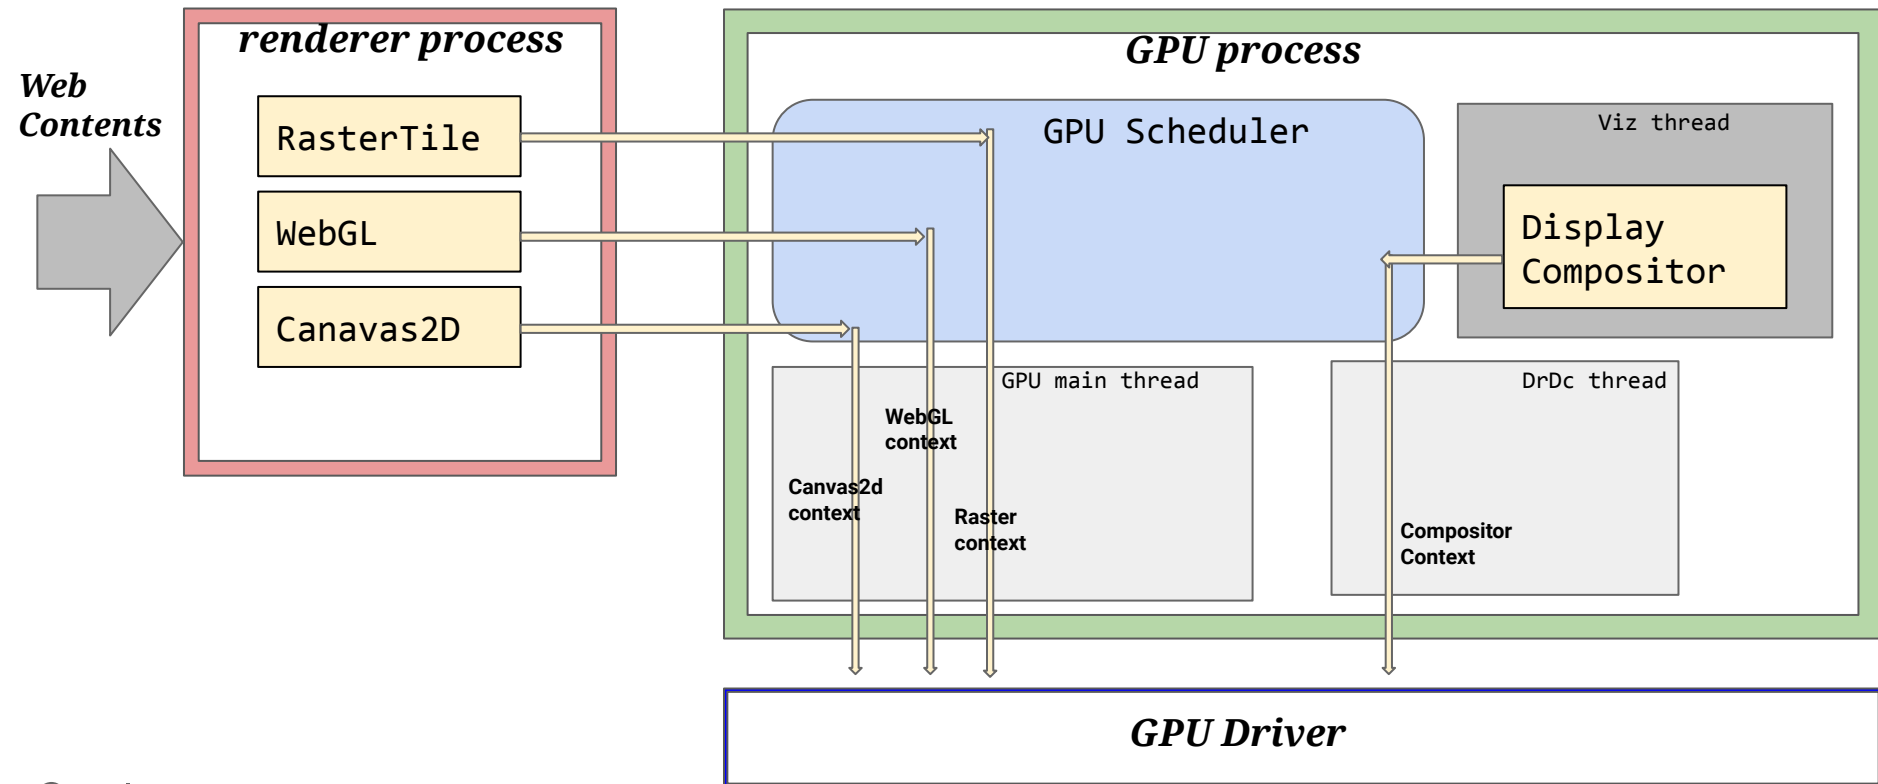 renderer process
GPU process
Web
Contents
RasterTile
WebGL
Canavas2D
GPU Scheduler
Viz thread
Display
Compositor
GPU main thread
DrDc thread
WebGL
context
Canvas2d
context
Raster
context
Compositor
Context
GPU Driver